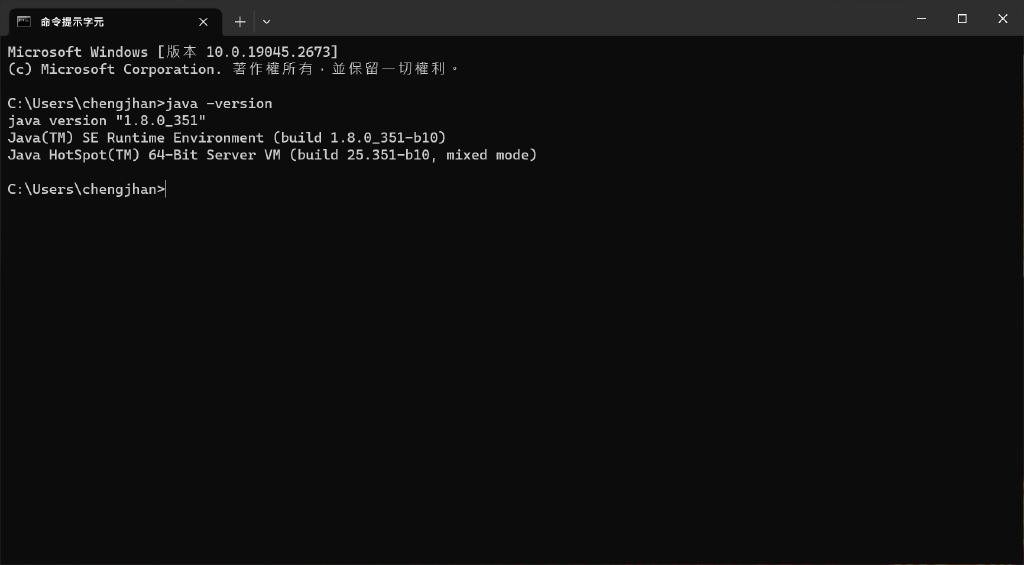 命令提示字元
Microsoft Windows [版本 10.0.19045.2673]
(c) Microsoft Corporation. 著作權所有，並保留一切權利。
C:\Users\chengjhan>java -version
java version "1.8.0_351"
Java(TM) SE Runtime Environment (build 1.8.0_351-b10)
Java HotSpot(TM) 64-Bit Server VM (build 25.351-b10, mixed mode)
C:\Users\chengjhan>